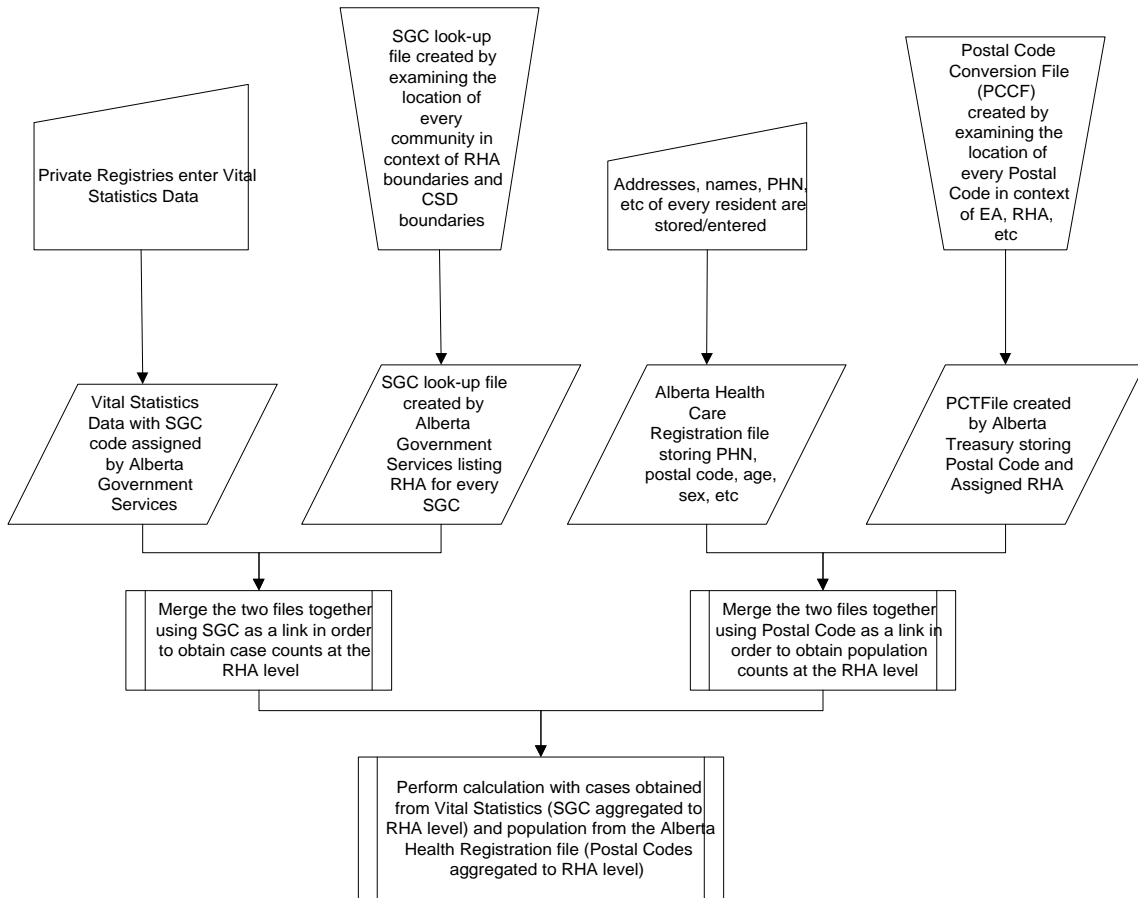 Private Registries enter Vital
Statistics Data
SGC look-up
file created by
examining the
location of
every
community in
context of RHA
boundaries and
CSD
boundaries
Addresses, names, PHN,
etc of every resident are
stored/entered
Postal Code
Conversion File
(PCCF)
created by
examining the
location of
every Postal
Code in context
of EA, RHA,
etc
Vital Statistics
Data with SGC
code assigned
by Alberta
Government
Services
SGC look-up file
created by
Alberta
Government
Services listing
RHA for every
SGC
Alberta Health
Care
Registration file
storing PHN,
postal code, age,
sex, etc
PCTFile created
by Alberta
Treasury storing
Postal Code and
Assigned RHA
Merge the two files together
using SGC as a link in order
to obtain case counts at the
RHA level
Merge the two files together
using Postal Code as a link in
order to obtain population
counts at the RHA level
Perform calculation with cases obtained
from Vital Statistics (SGC aggregated to
RHA level) and population from the Alberta
Health Registration file (Postal Codes
aggregated to RHA level)